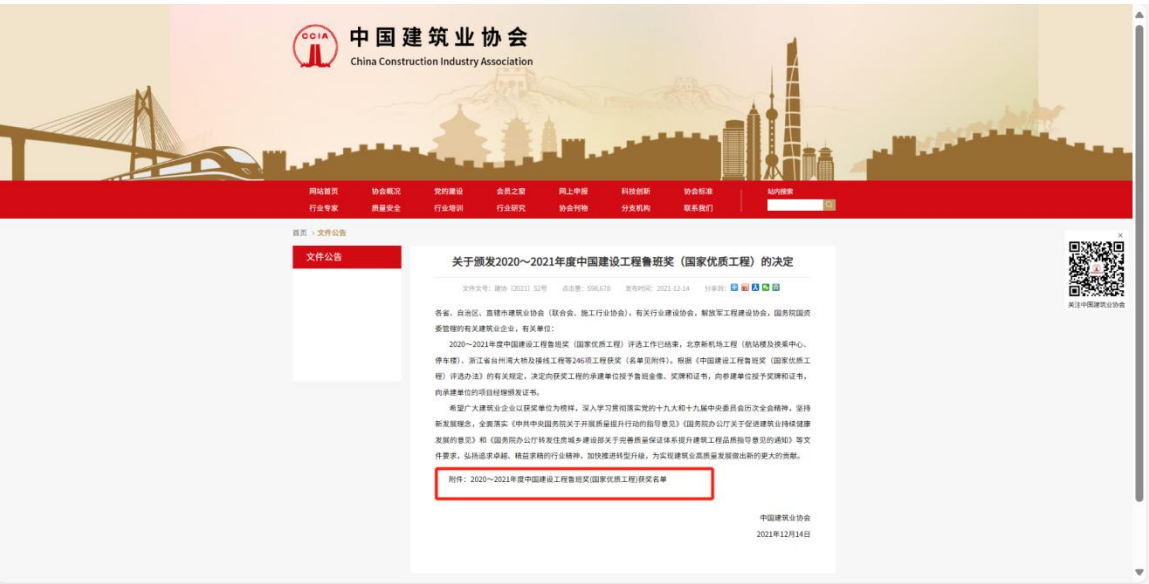 CCIA
中国建筑业协会
China Construction Industry Association
网站首页 协会概况 党的建设 会员之窗 网上申报 科技创新 协会标准 站内搜索
行业专家 质量安全 行业培训 行业研究 协会刊物 分支机构 联系我们
首页 > 文件公告
文件公告
关于颁发2020～2021年度中国建设工程鲁班奖（国家优质工程）的决定
文件文号：建协〔2021〕52号 点击量：598,678 发布时间：2021-12-14 分享到：
各省、自治区、直辖市建筑业协会（联合会、施工行业协会），有关行业建设协会，解放军工程建设协会，国务院国资
委管理的有关建筑业企业，有关单位：
2020～2021年度中国建设工程鲁班奖（国家优质工程）评选工作已结束，北京新机场工程（航站楼及换乘中心、
停车楼）、浙江省台州湾大桥及接线工程等246项工程获奖（名单见附件）。根据《中国建设工程鲁班奖（国家优质工
程）评选办法》的有关规定，决定向获奖工程的承建单位授予鲁班金像、奖牌和证书，向参建单位授予奖牌和证书，
向承建单位的项目经理颁发证书。
希望广大建筑业企业以获奖单位为榜样，深入学习贯彻落实党的十九大和十九届中央委员会历次全会精神，坚持
新发展理念，全面落实《中共中央国务院关于开展质量提升行动的指导意见》《国务院办公厅关于促进建筑业持续健康
发展的意见》和《国务院办公厅转发住房城乡建设部关于完善质量保证体系提升建筑工程品质指导意见的通知》等文
件要求，弘扬追求卓越、精益求精的行业精神，加快推进转型升级，为实现建筑业高质量发展做出新的更大的贡献。
附件：2020～2021年度中国建设工程鲁班奖(国家优质工程)获奖名单
中国建筑业协会
2021年12月14日
×
关注中国建筑业协会